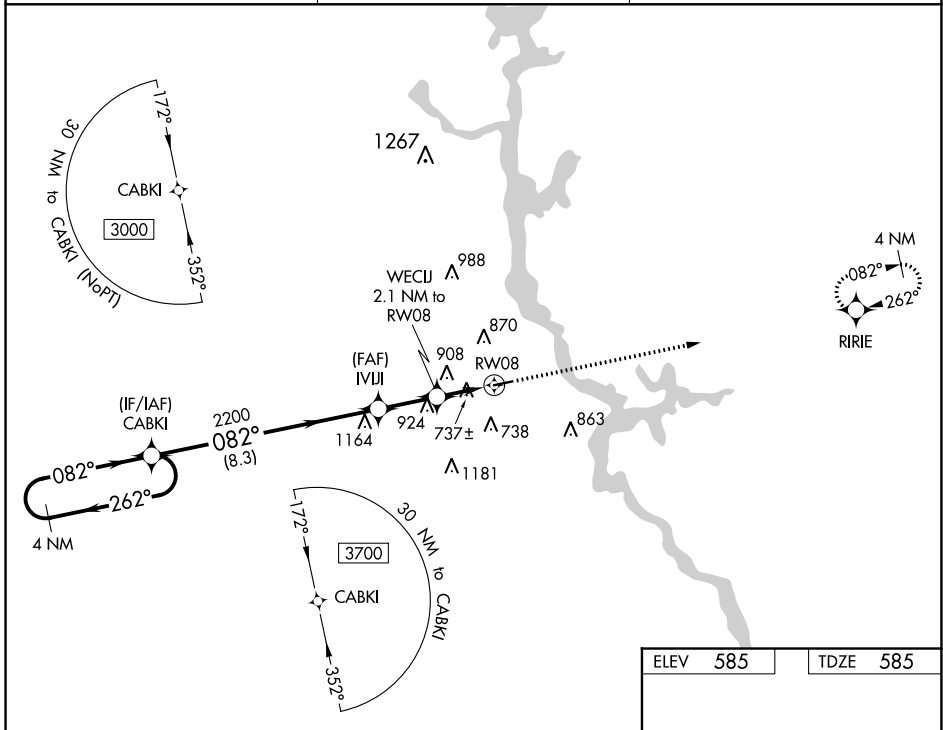 172°
30 NM to CABKI (NoPT)
CABKI
3000
352°
1267
988
WECIJ
2.1 NM to
RW08
870
908
RW08
(FAF)
IVIJI
4 NM
082°
262°
RIRIE
(IF/IAF)
CABKI
2200
082°
(8.3)
1164
924
737±
738
863
1181
082°
262°
4 NM
172°
30 NM to CABKI
3700
CABKI
352°
ELEV 585
TDZE 585